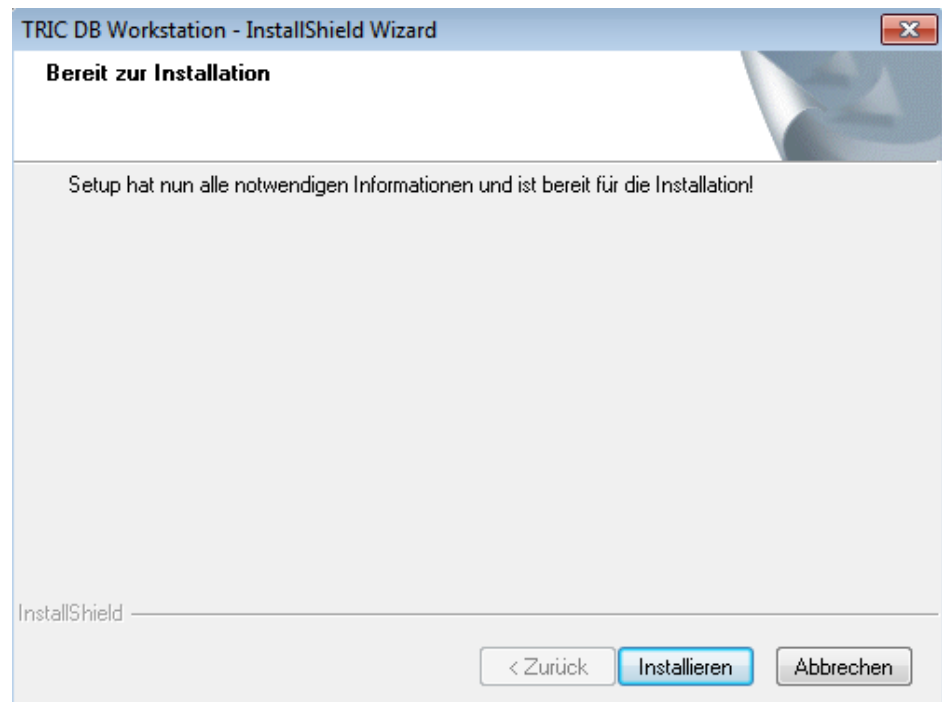 TRIC DB Workstation - InstallShield Wizard
Bereit zur Installation
Setup hat nun alle notwendigen Informationen und ist bereit für die Installation!
InstallShield
< Zurück Installieren Abbrechen